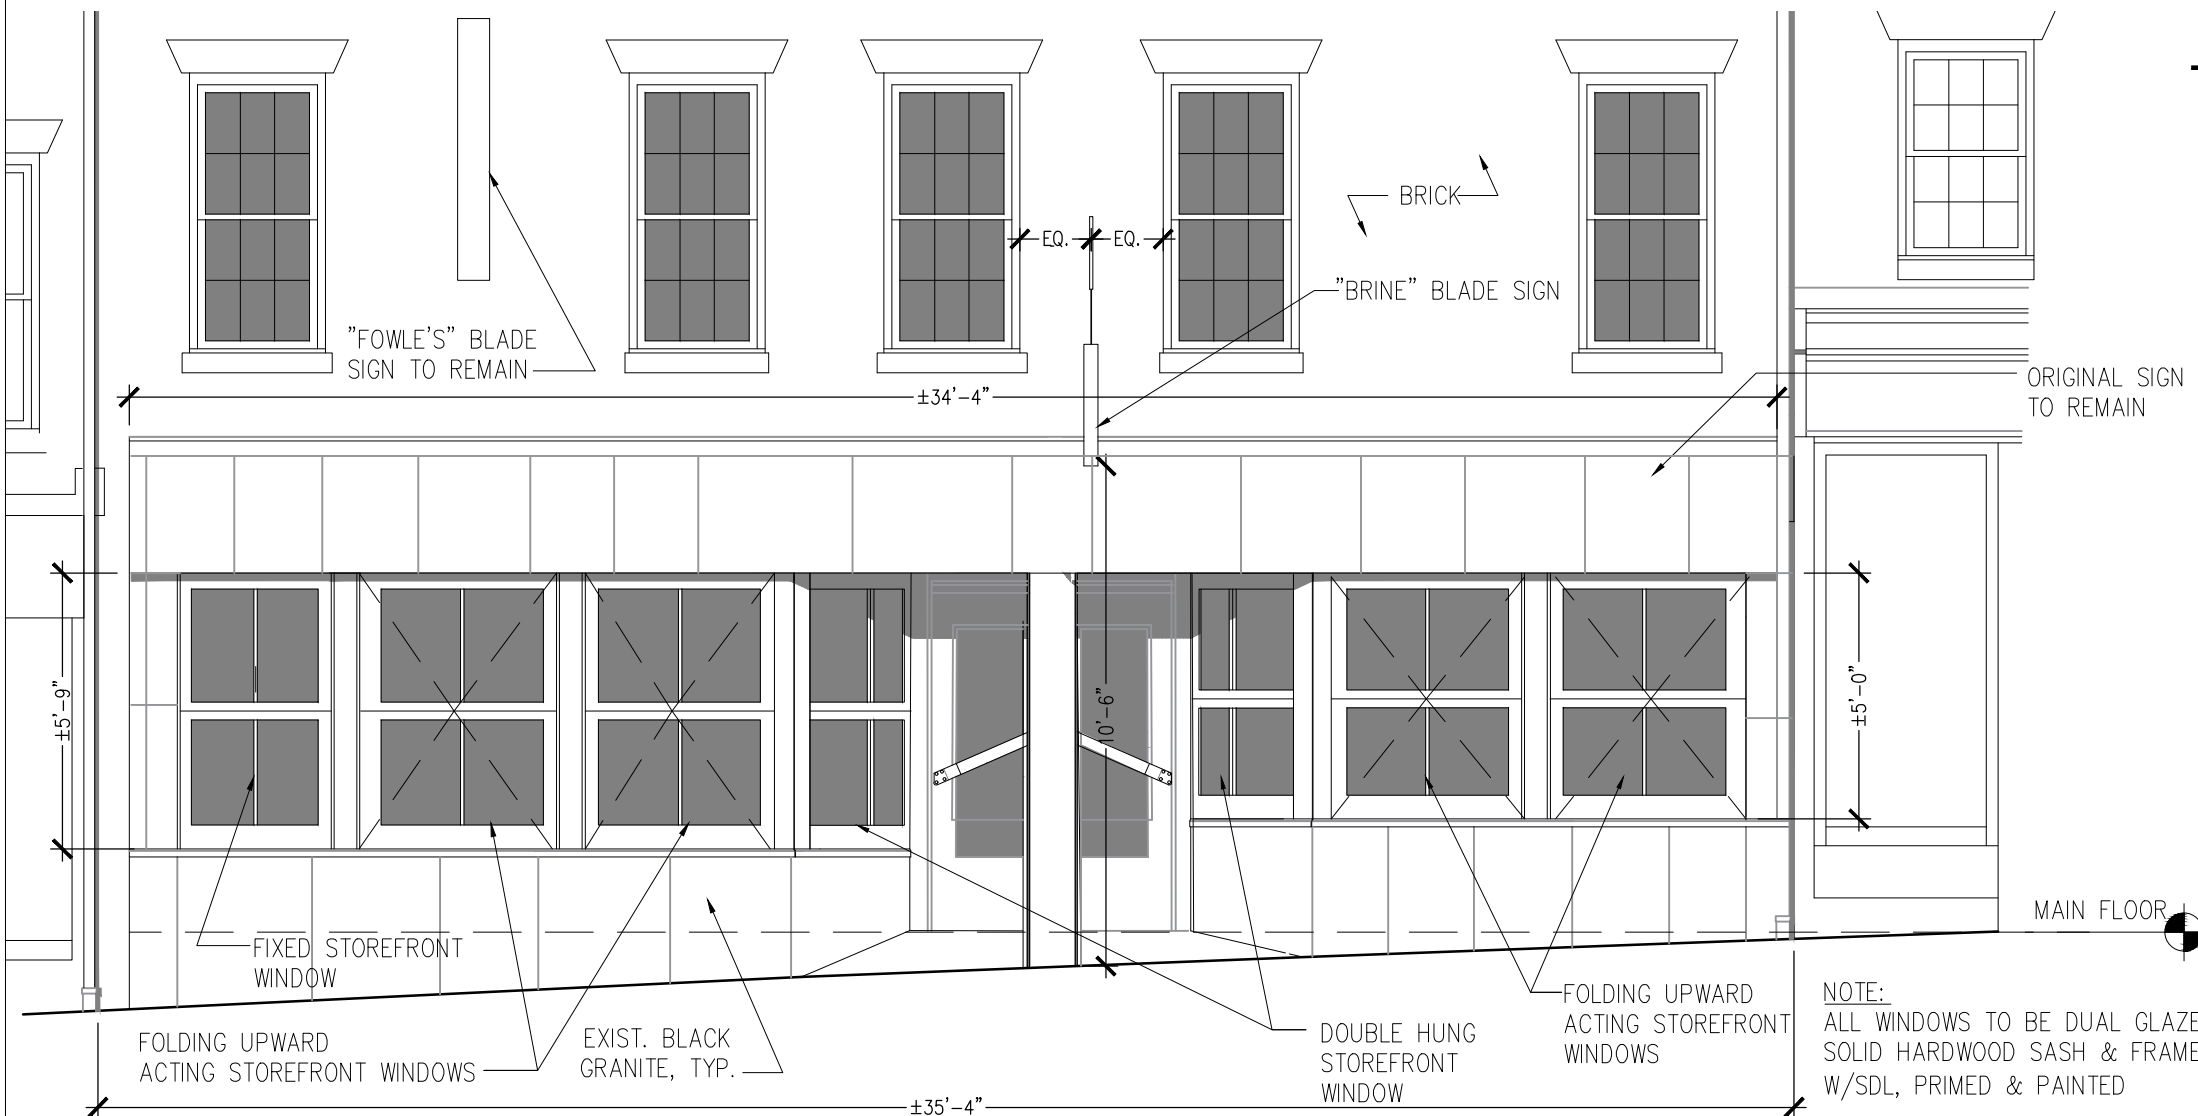 BRICK
EQ.
EQ.
"BRINE" BLADE SIGN
"FOWLE'S" BLADE
SIGN TO REMAIN
±34'-4"
ORIGINAL SIGN
TO REMAIN
±5'-9"
10'-6"
±5'-0"
MAIN FLOOR
FIXED STOREFRONT
WINDOW
FOLDING UPWARD
ACTING STOREFRONT WINDOWS
EXIST. BLACK
GRANITE, TYP.
DOUBLE HUNG
STOREFRONT
WINDOW
FOLDING UPWARD
ACTING STOREFRONT
WINDOWS
NOTE:
ALL WINDOWS TO BE DUAL GLAZE
SOLID HARDWOOD SASH & FRAME
W/SDL, PRIMED & PAINTED
±35'-4"